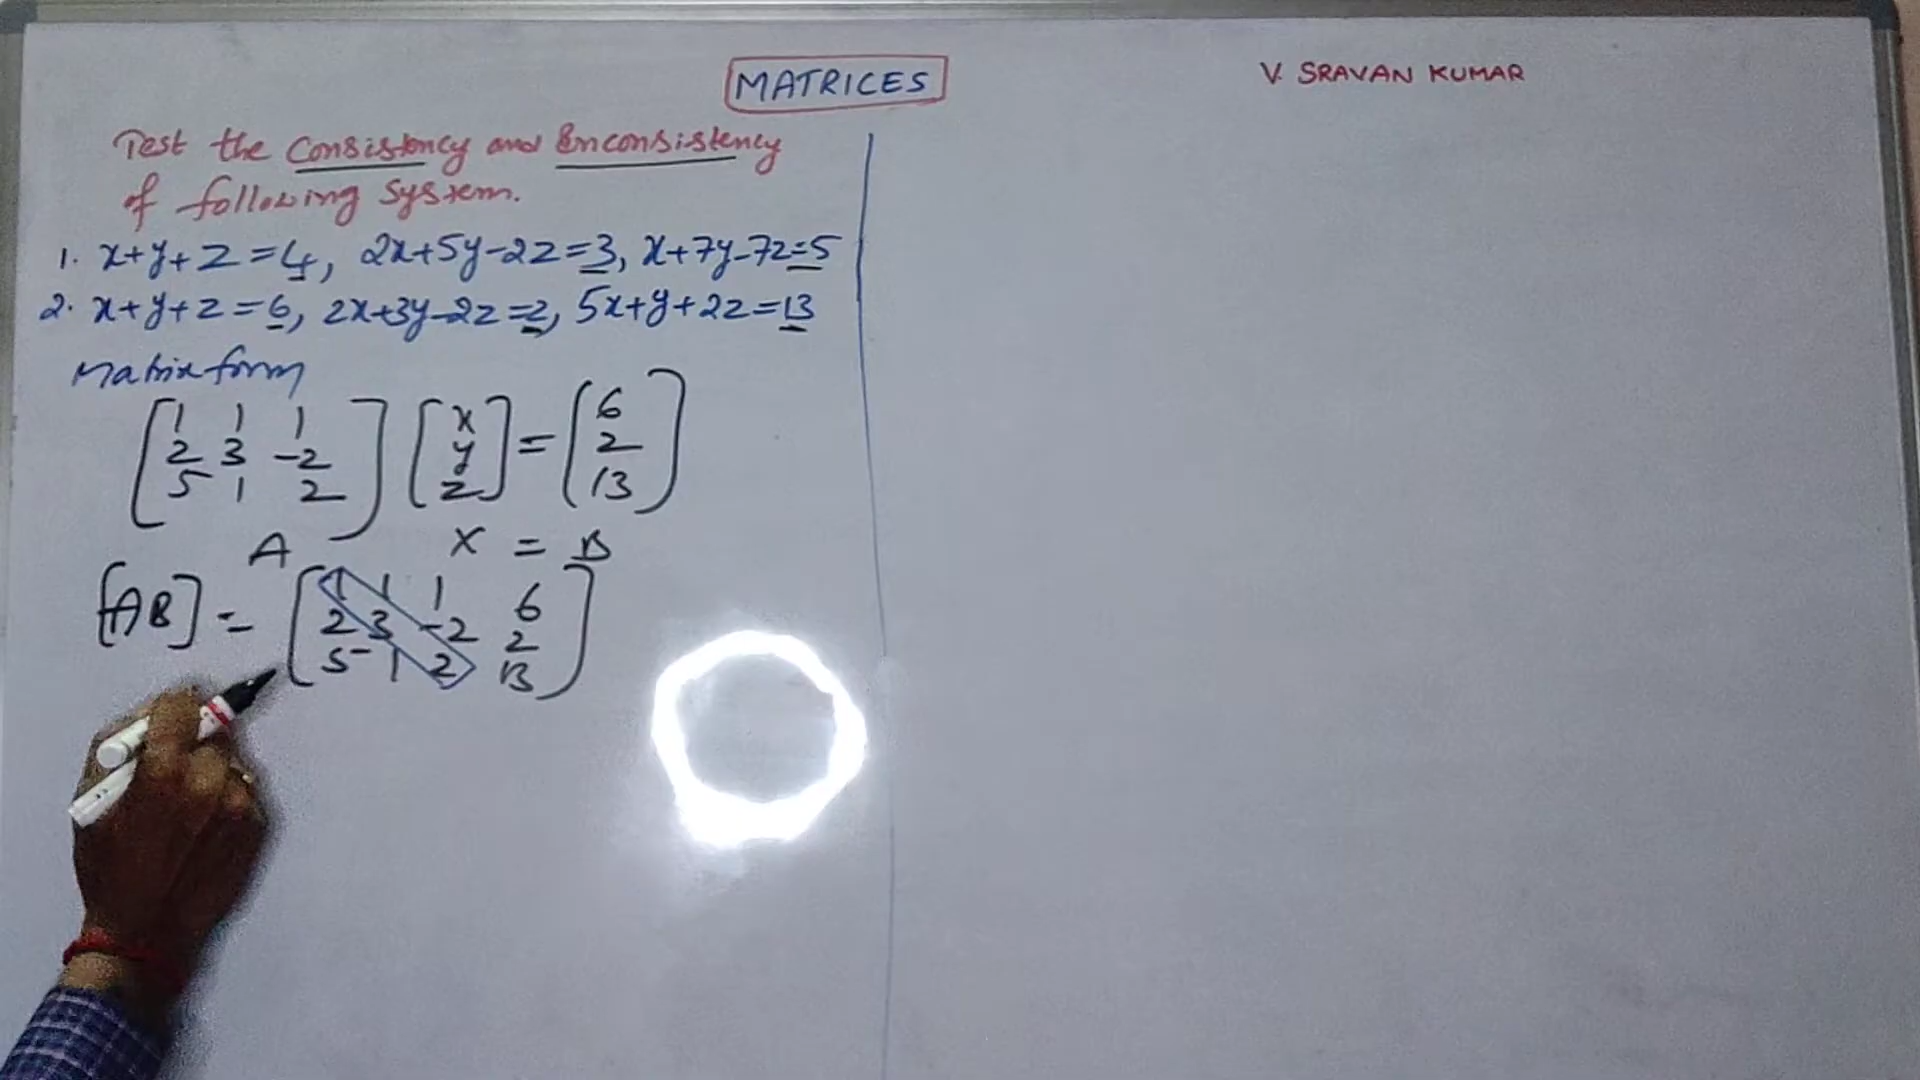 MATRICES
V. SRAVAN KUMAR
Test the Consistency and Inconsistency
of following System.
1. x+y+z=4, 2x+5y-2z=3, x+7y-7z=5
2. x+y+z=6, 2x+3y-2z=2, 5x+y+2z=13
Matrix form
[1 1 1] [x] = [6]
[2 3 -2] [y] [2]
[5 1 2] [z] [13]
A X = B
[AB] = [1 1 1 6]
[2 3 -2 2]
[5 1 2 13]